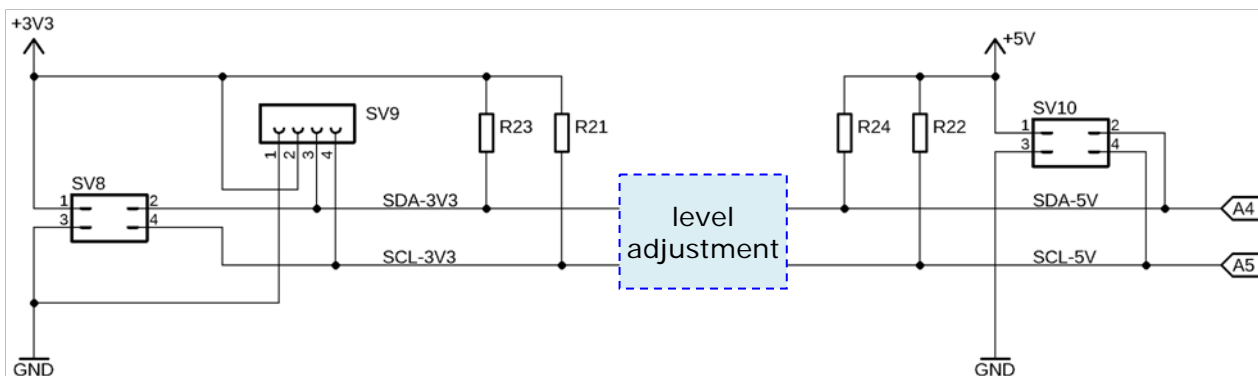 +3V3
+5V
SV9
R23
R21
R24
R22
SV10
1
2
3
4
1
2
3
4
SV8
1
2
3
4
SDA-3V3
level
adjustment
SDA-5V
A4
SCL-3V3
SCL-5V
A5
GND
GND